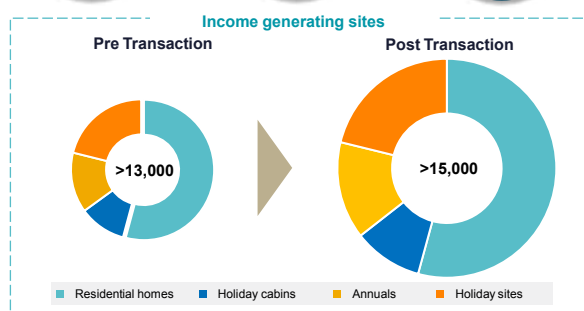 Income generating sites
Pre Transaction
Post Transaction
>13,000
>15,000
Residential homes
Holiday cabins
Annuals
Holiday sites